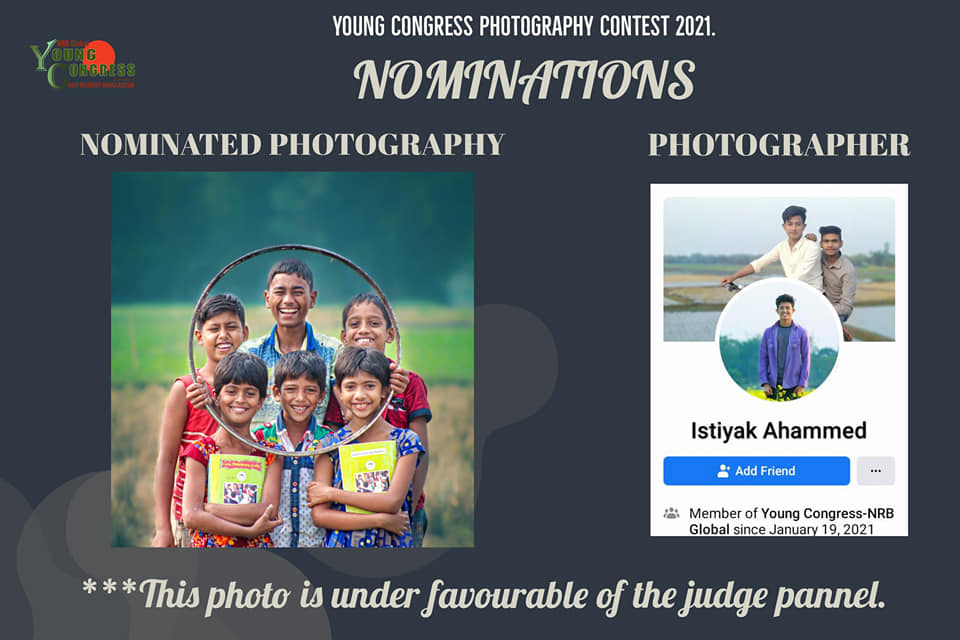 YOUNG CONGRESS PHOTOGRAPHY CONTEST 2021.
YOUNG
CONGRESS
NOMINATIONS
NOMINATED PHOTOGRAPHY
PHOTOGRAPHER
Istiyak Ahammed
Add Friend
...
Member of Young Congress-NRB
Global since January 19, 2021
***This photo is under favourable of the judge pannel.